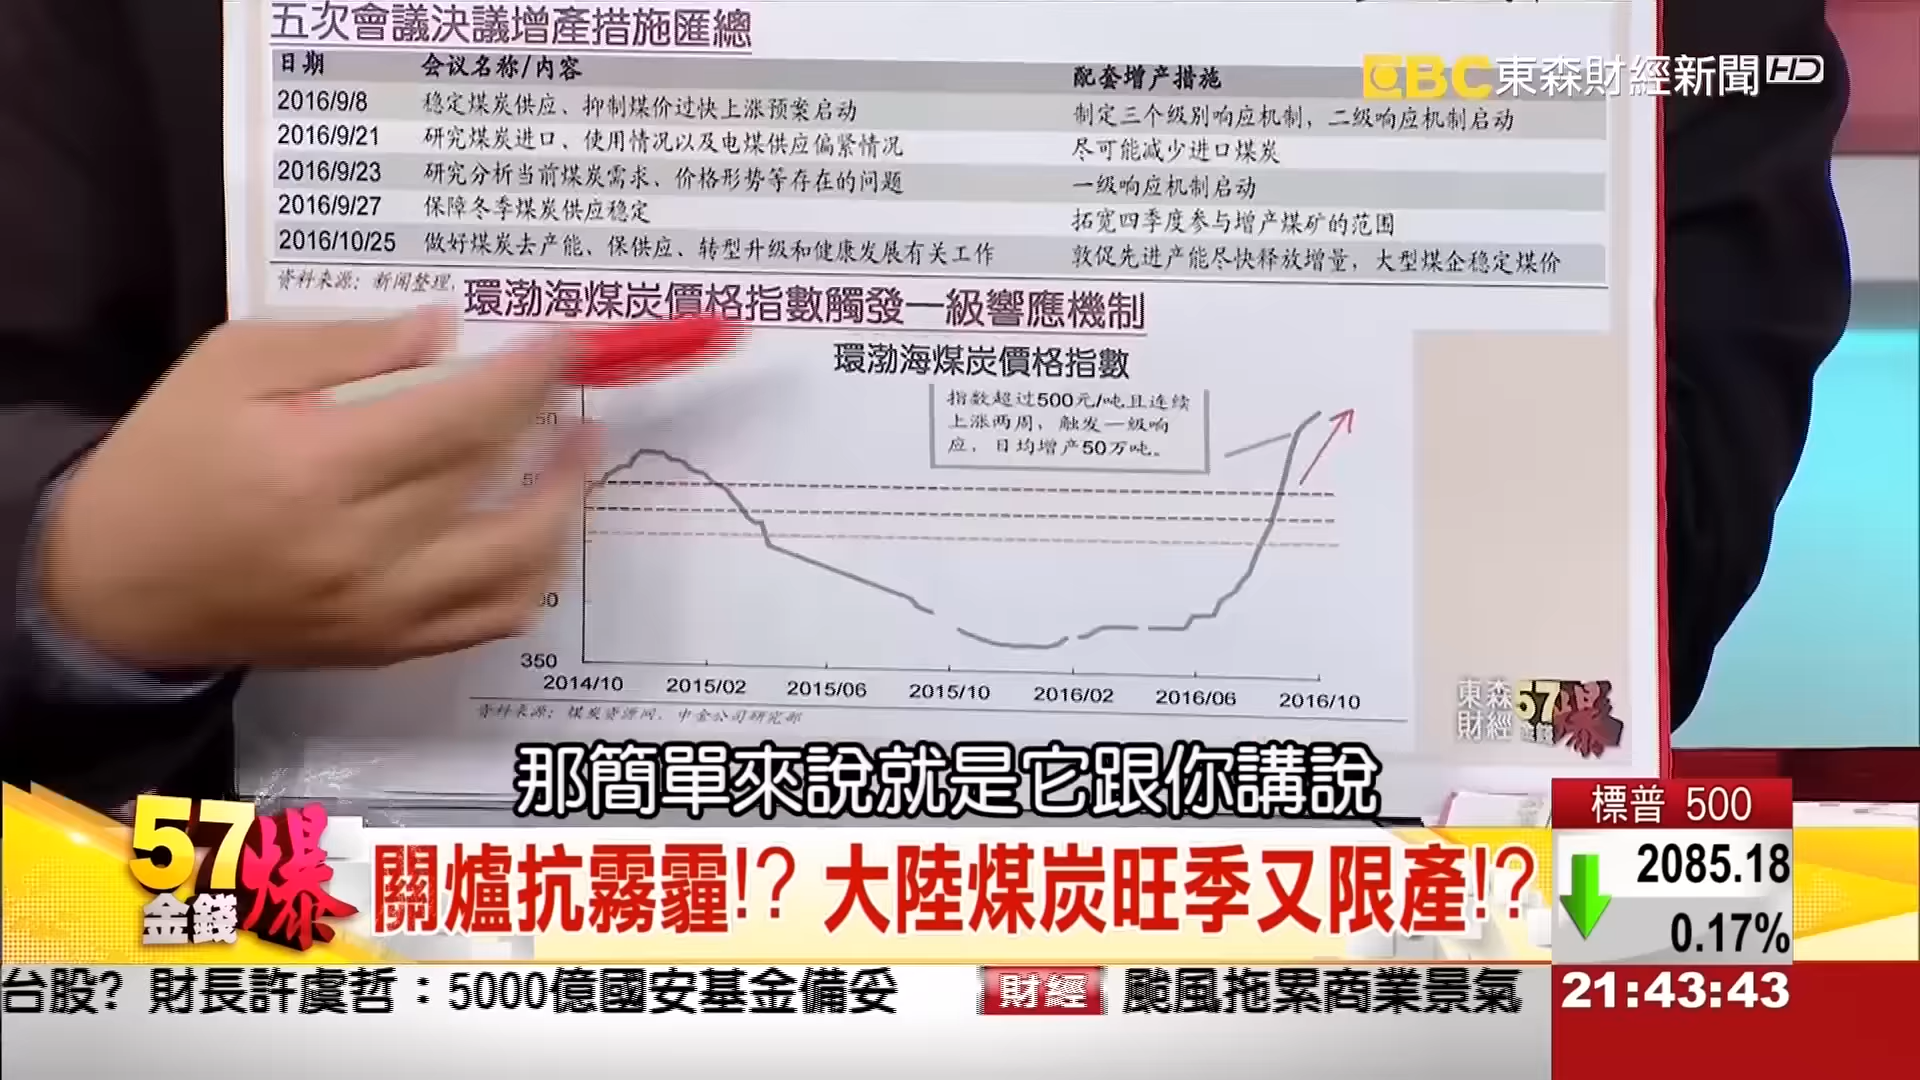 五次會議決議增產措施匯總
EBC 東森財經新聞 HD
日期 会议名称/内容 配套增产措施
2016/9/8 稳定煤炭供应、抑制煤价过快上涨预案启动 制定三个级别响应机制，二级响应机制启动
2016/9/21 研究煤炭进口、使用情况以及电煤供应偏紧情况 尽可能减少进口煤炭
2016/9/23 研究分析当前煤炭需求、价格形势等存在的问题 一级响应机制启动
2016/9/27 保障冬季煤炭供应稳定 拓宽四季度参与增产煤矿的范围
2016/10/25 做好煤炭去产能、保供应、转型升级和健康发展有关工作 敦促先进产能尽快释放增量，大型煤企稳定煤价
资料来源：新闻整理，
環渤海煤炭價格指數觸發一級響應機制
環渤海煤炭價格指數
指数超过500元/吨且连续
上涨两周，触发一级响
应，日均增产50万吨。
350
2014/10 2015/02 2015/06 2015/10 2016/02 2016/06 2016/10
资料来源：煤炭资源网，中金公司研究部
東森財經 57金錢爆
那簡單來說就是它跟你講說
57金錢爆
關爐抗霧霾!? 大陸煤炭旺季又限產!?
標普 500
2085.18
0.17%
台股? 財長許虞哲：5000億國安基金備妥 財經 颱風拖累商業景氣
21:43:43